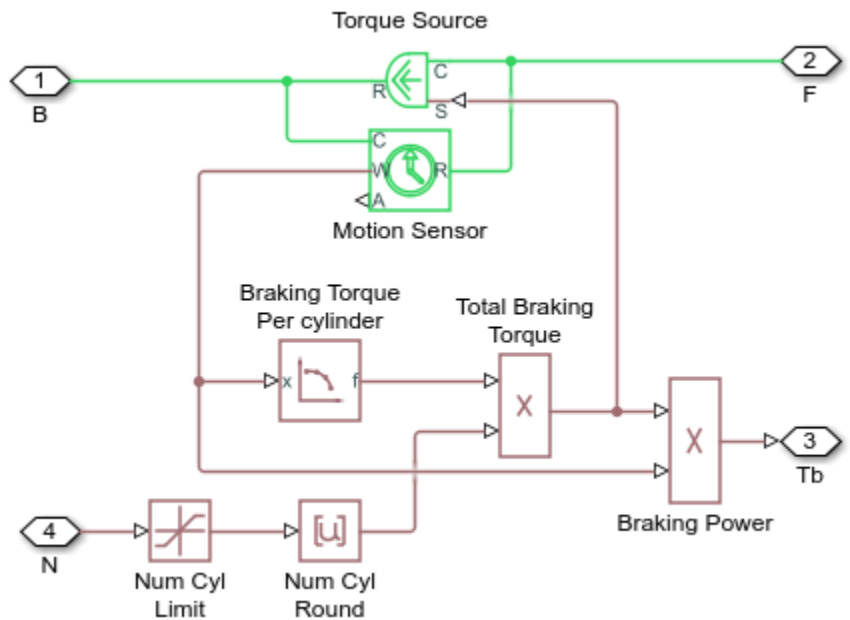 Torque Source
1
B
R
C
S
2
F
C
W
R
A
Motion Sensor
Braking Torque
Per cylinder
x
f
Total Braking
Torque
X
X
3
Tb
Braking Power
4
N
[u]
Num Cyl
Limit
Num Cyl
Round